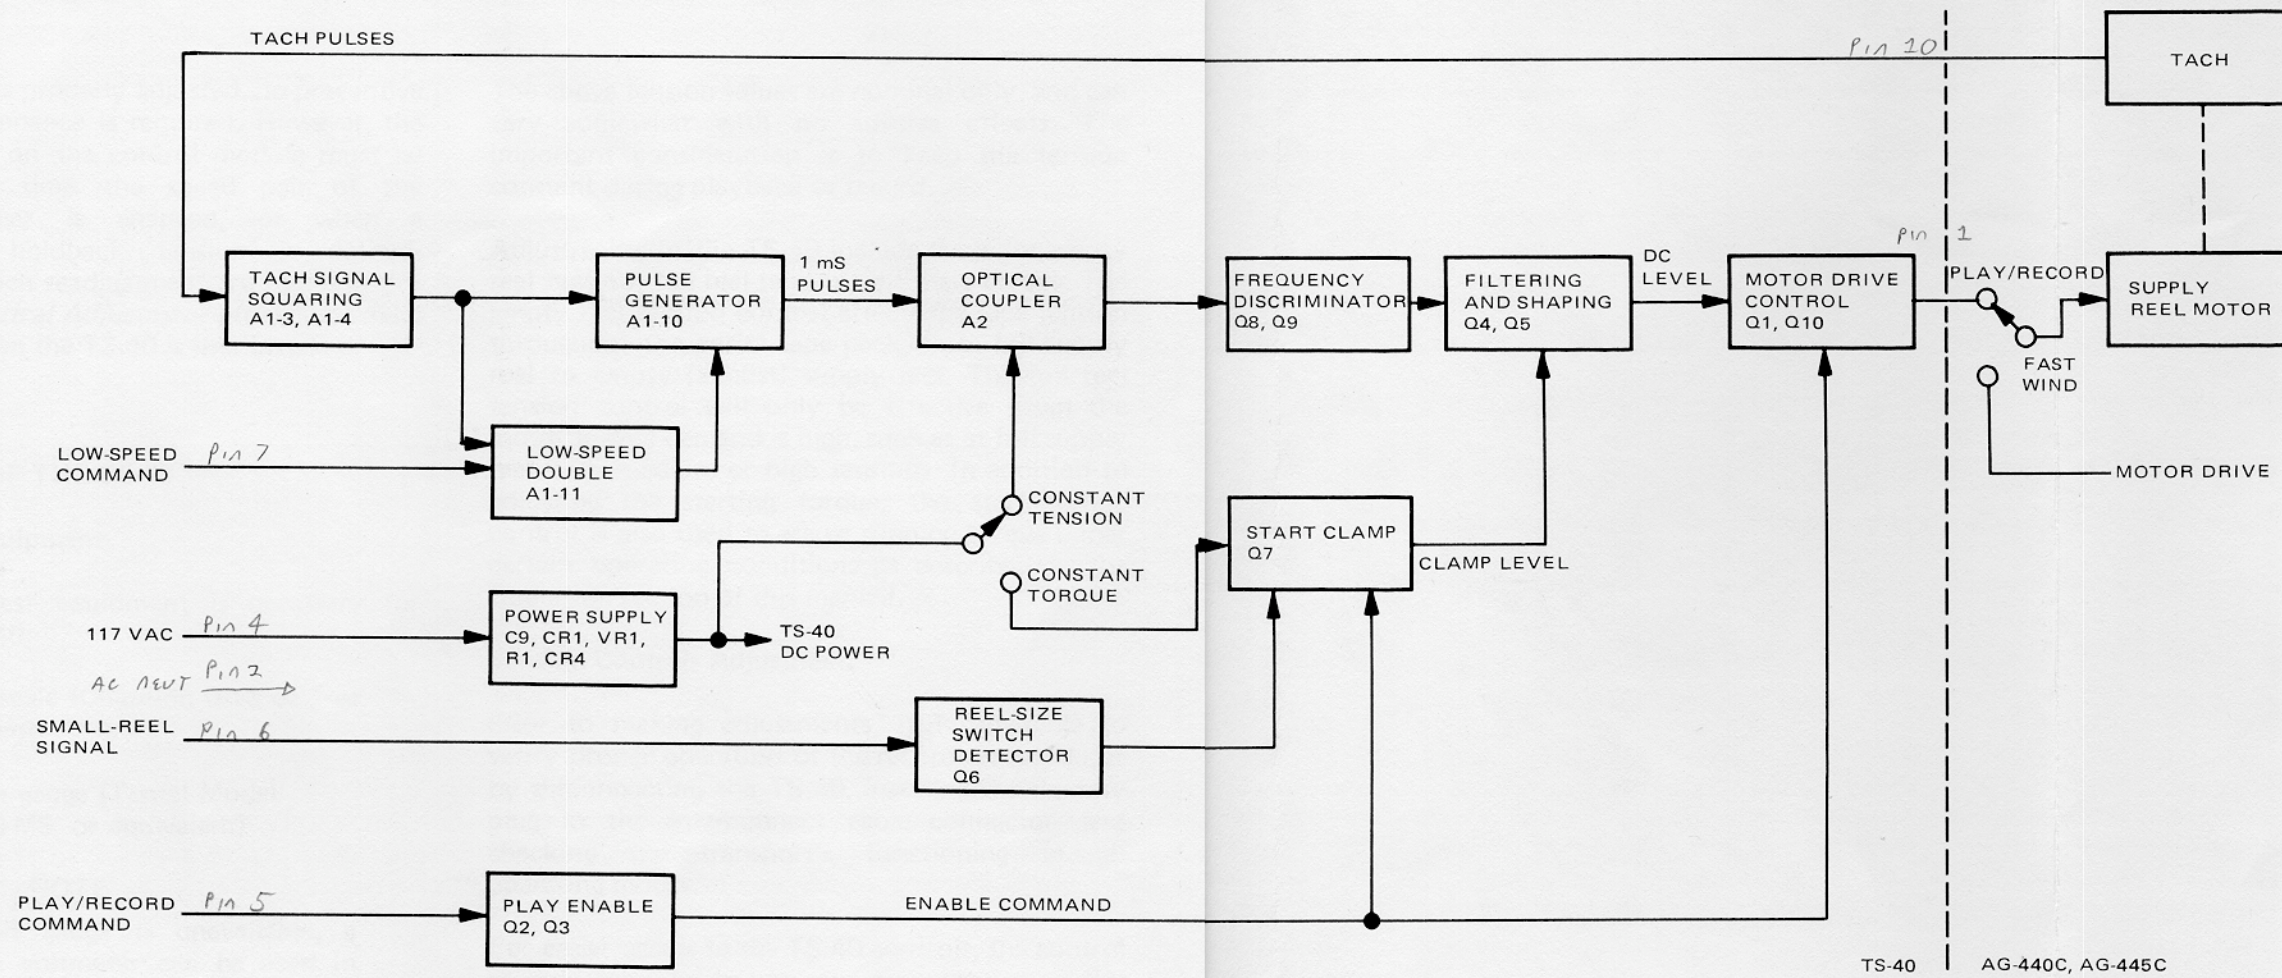 TACH PULSES
Pin 10
TACH
Pin 1
TACH SIGNAL
SQUARING
A1-3, A1-4
PULSE
GENERATOR
A1-10
1 mS
PULSES
OPTICAL
COUPLER
A2
FREQUENCY
DISCRIMINATOR
Q8, Q9
FILTERING
AND SHAPING
Q4, Q5
DC
LEVEL
MOTOR DRIVE
CONTROL
Q1, Q10
PLAY/RECORD
SUPPLY
REEL MOTOR
FAST
WIND
MOTOR DRIVE
LOW-SPEED
COMMAND
Pin 7
LOW-SPEED
DOUBLE
A1-11
CONSTANT
TENSION
CONSTANT
TORQUE
START CLAMP
Q7
CLAMP LEVEL
117 VAC
Pin 4
POWER SUPPLY
C9, CR1, VR1,
R1, CR4
TS-40
DC POWER
AC neut Pin 2
SMALL-REEL
SIGNAL
Pin 6
REEL-SIZE
SWITCH
DETECTOR
Q6
PLAY/RECORD
COMMAND
Pin 5
PLAY ENABLE
Q2, Q3
ENABLE COMMAND
TS-40
AG-440C, AG-445C